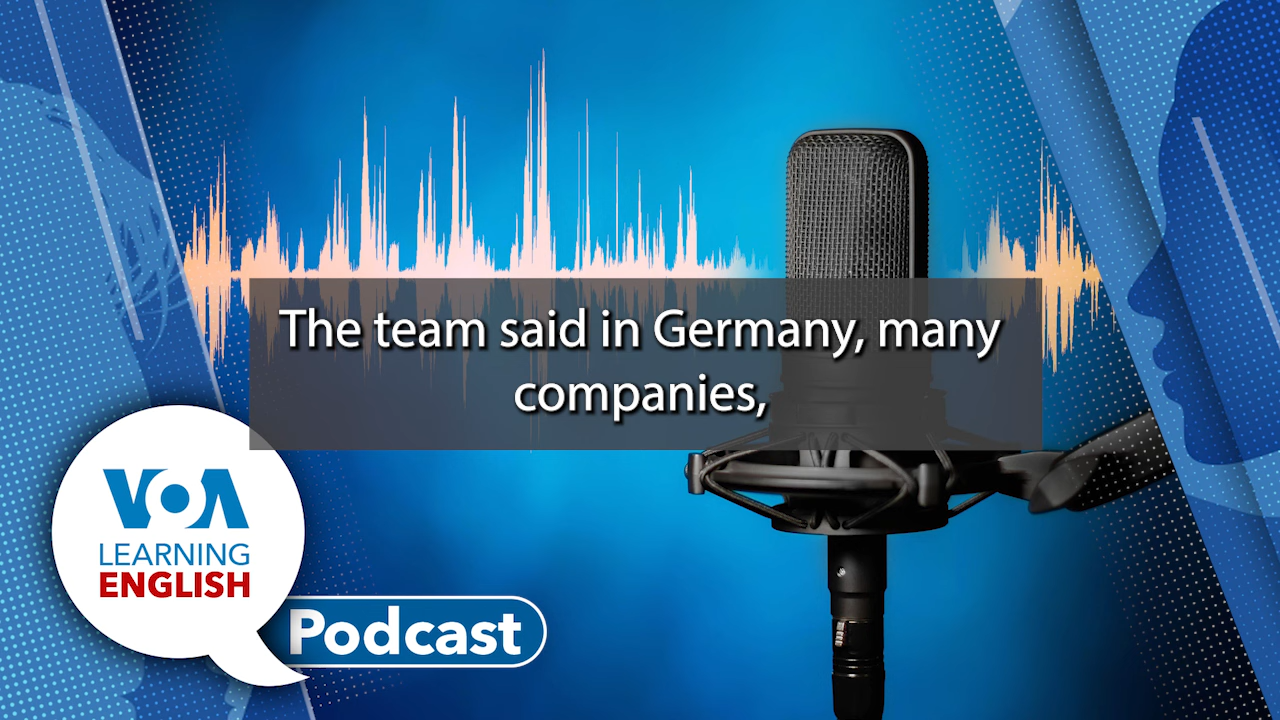 The team said in Germany, many
companies,
VOA
LEARNING
ENGLISH
Podcast